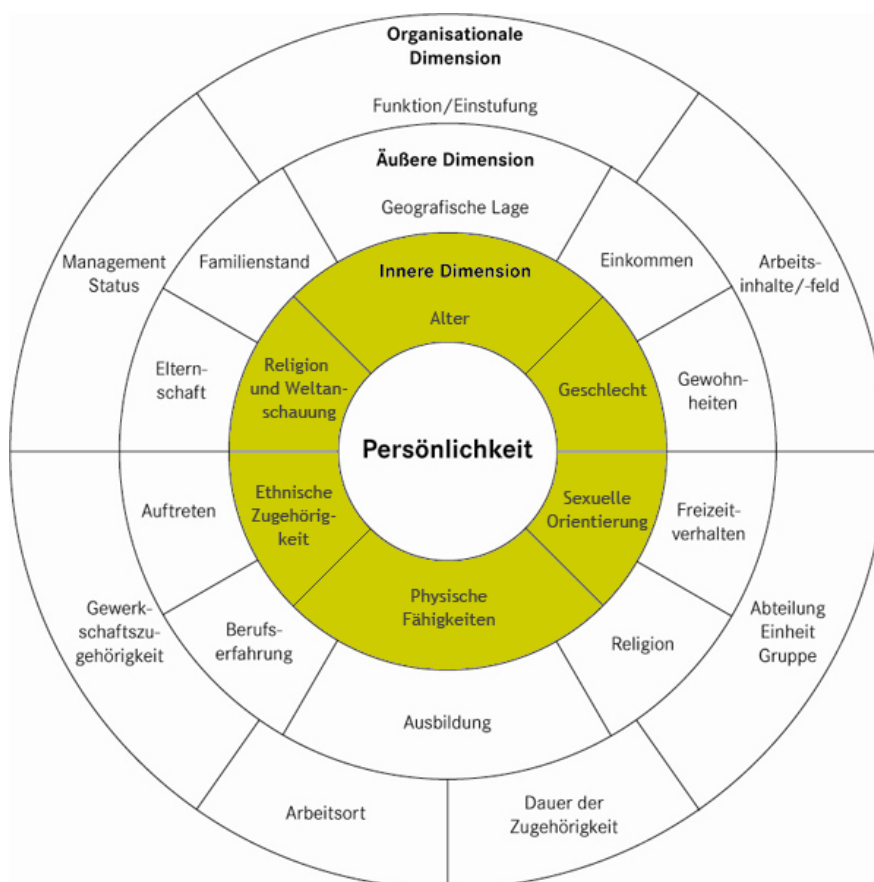 Organisationale
Dimension
Funktion/Einstufung
Äußere Dimension
Geografische Lage
Management
Status
Familienstand
Innere Dimension
Alter
Einkommen
Arbeits-
inhalte/-feld
Eltern-
schaft
Religion
und Weltan-
schauung
Geschlecht
Gewohn-
heiten
Persönlichkeit
Auftreten
Ethnische
Zugehörig-
keit
Sexuelle
Orientierung
Freizeit-
verhalten
Gewerk-
schaftszu-
gehörigkeit
Berufs-
erfahrung
Physische
Fähigkeiten
Religion
Abteilung
Einheit
Gruppe
Ausbildung
Arbeitsort
Dauer der
Zugehörigkeit